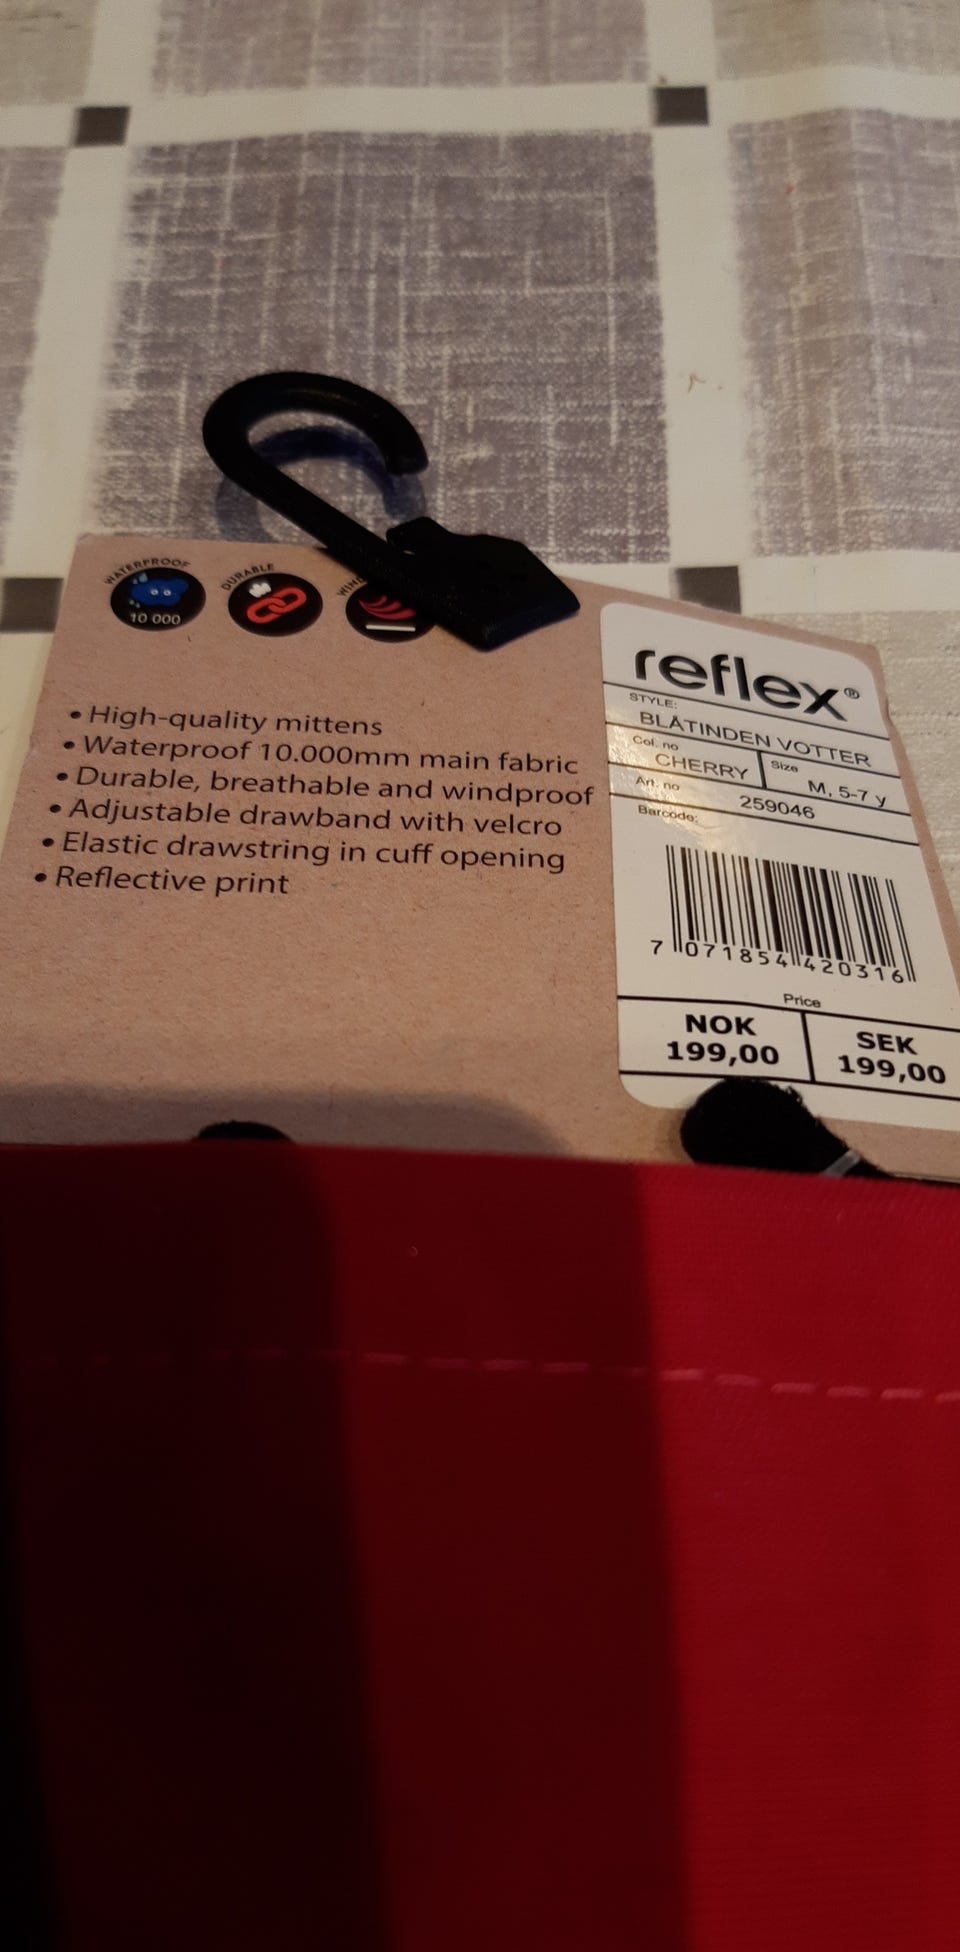 WATERPROOF
10 000
DURABLE
• High-quality mittens
• Waterproof 10.000mm main fabric
• Durable, breathable and windproof
• Adjustable drawband with velcro
• Elastic drawstring in cuff opening
• Reflective print
reflex®
STYLE:
BLÅTINDEN VOTTER
Col. no
CHERRY
Size
M, 5-7 y
Art. no
259046
Barcode:
7 071854 420316
Price
NOK
199,00
SEK
199,00